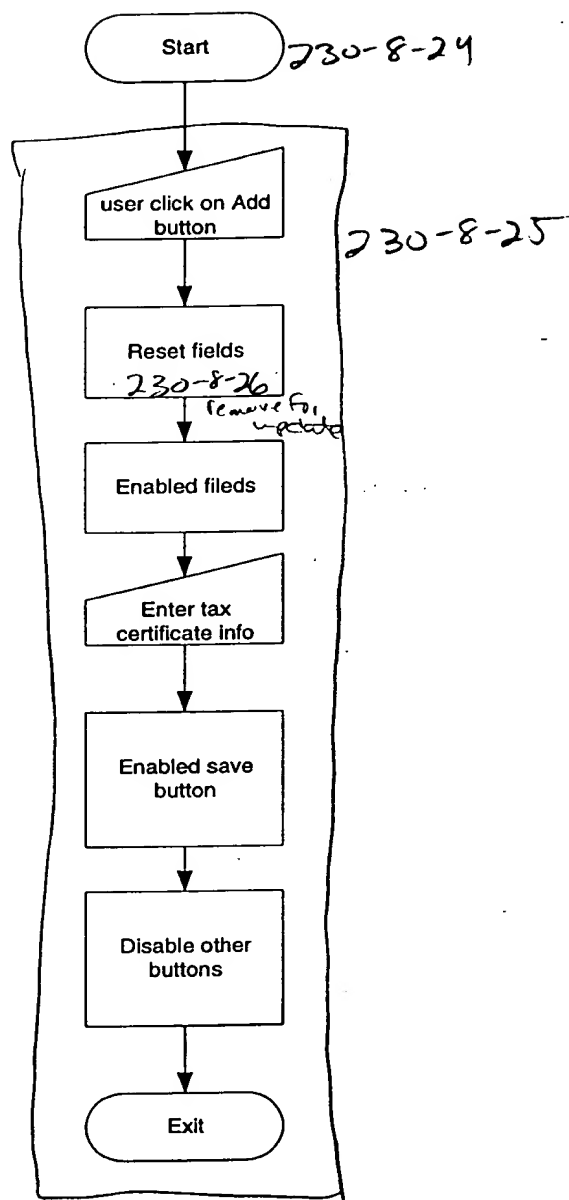 Start
230-8-24
user click on Add
button
230-8-25
Reset fields
230-8-26
remove for
update
Enabled fileds
Enter tax
certificate info
Enabled save
button
Disable other
buttons
Exit